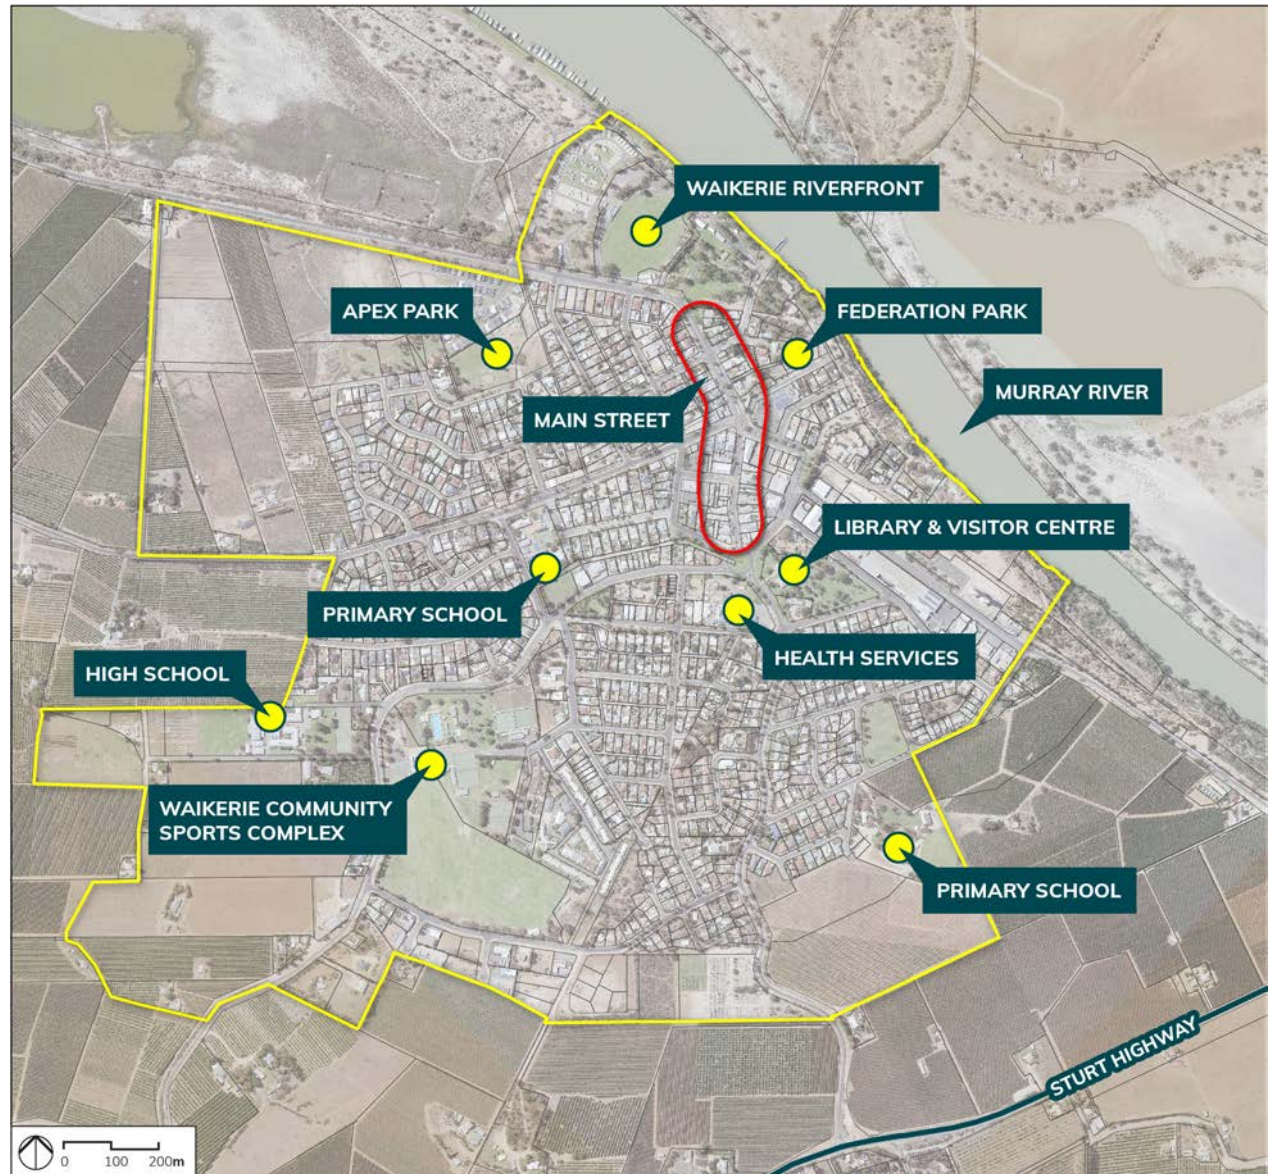 WAIKERIE RIVERFRONT
APEX PARK
FEDERATION PARK
MURRAY RIVER
MAIN STREET
LIBRARY & VISITOR CENTRE
PRIMARY SCHOOL
HEALTH SERVICES
HIGH SCHOOL
WAIKERIE COMMUNITY
SPORTS COMPLEX
PRIMARY SCHOOL
STURT HIGHWAY
0 100 200m